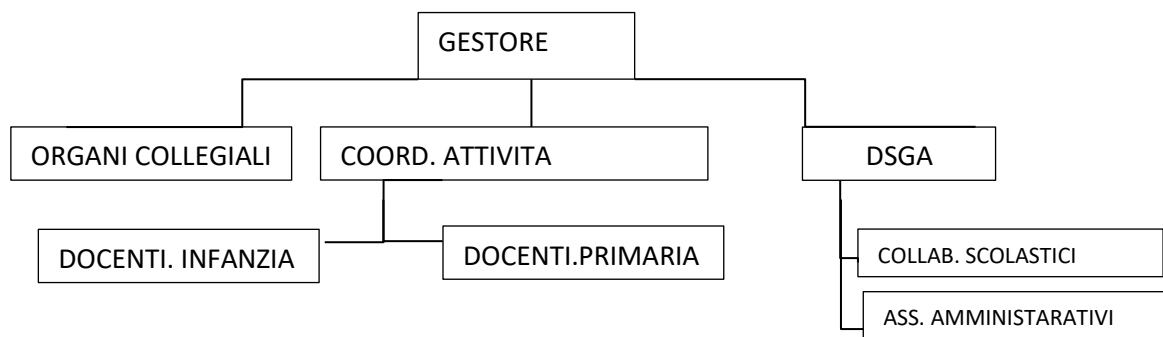 GESTORE
ORGANI COLLEGIALI
COORD. ATTIVITA
DSGA
DOCENTI. INFANZIA
DOCENTI.PRIMARIA
COLLAB. SCOLASTICI
ASS. AMMINISTARATIVI